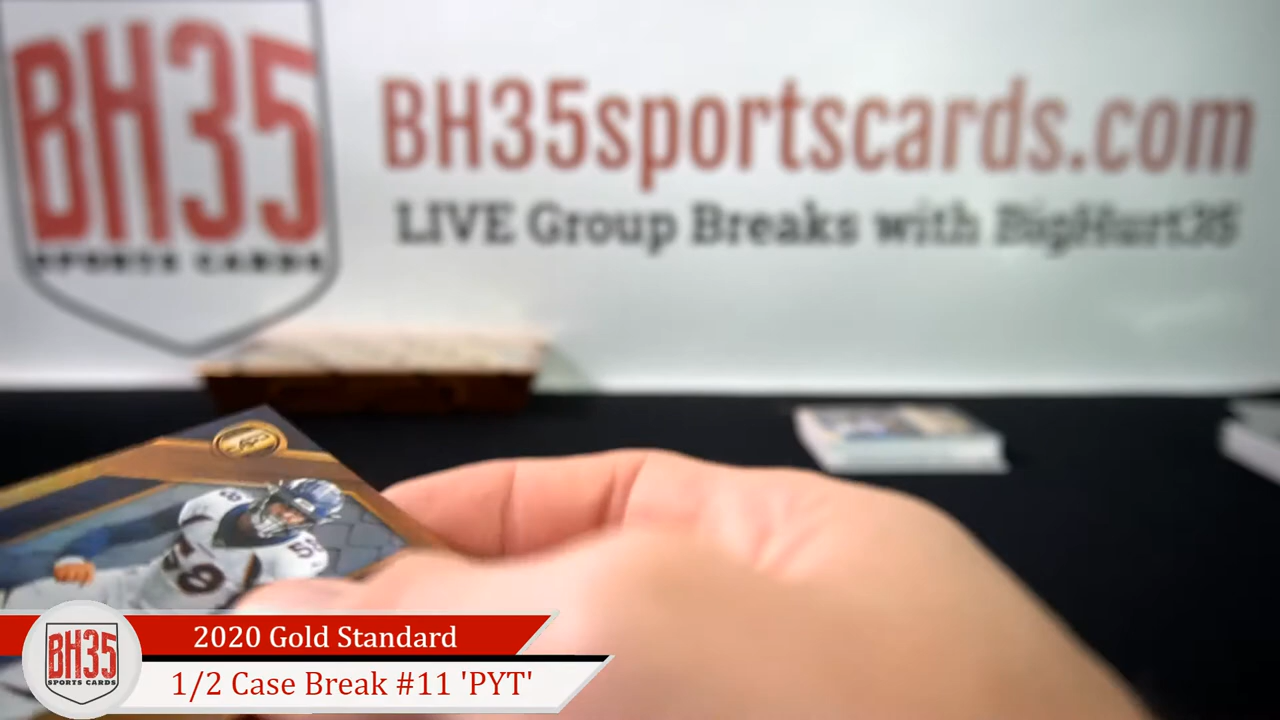 BH35
SPORTS CARDS
BH35sportscards.com
LIVE Group Breaks with BigHurt35
58
2020 Gold Standard
BH35
SPORTS CARDS
1/2 Case Break #11 'PYT'